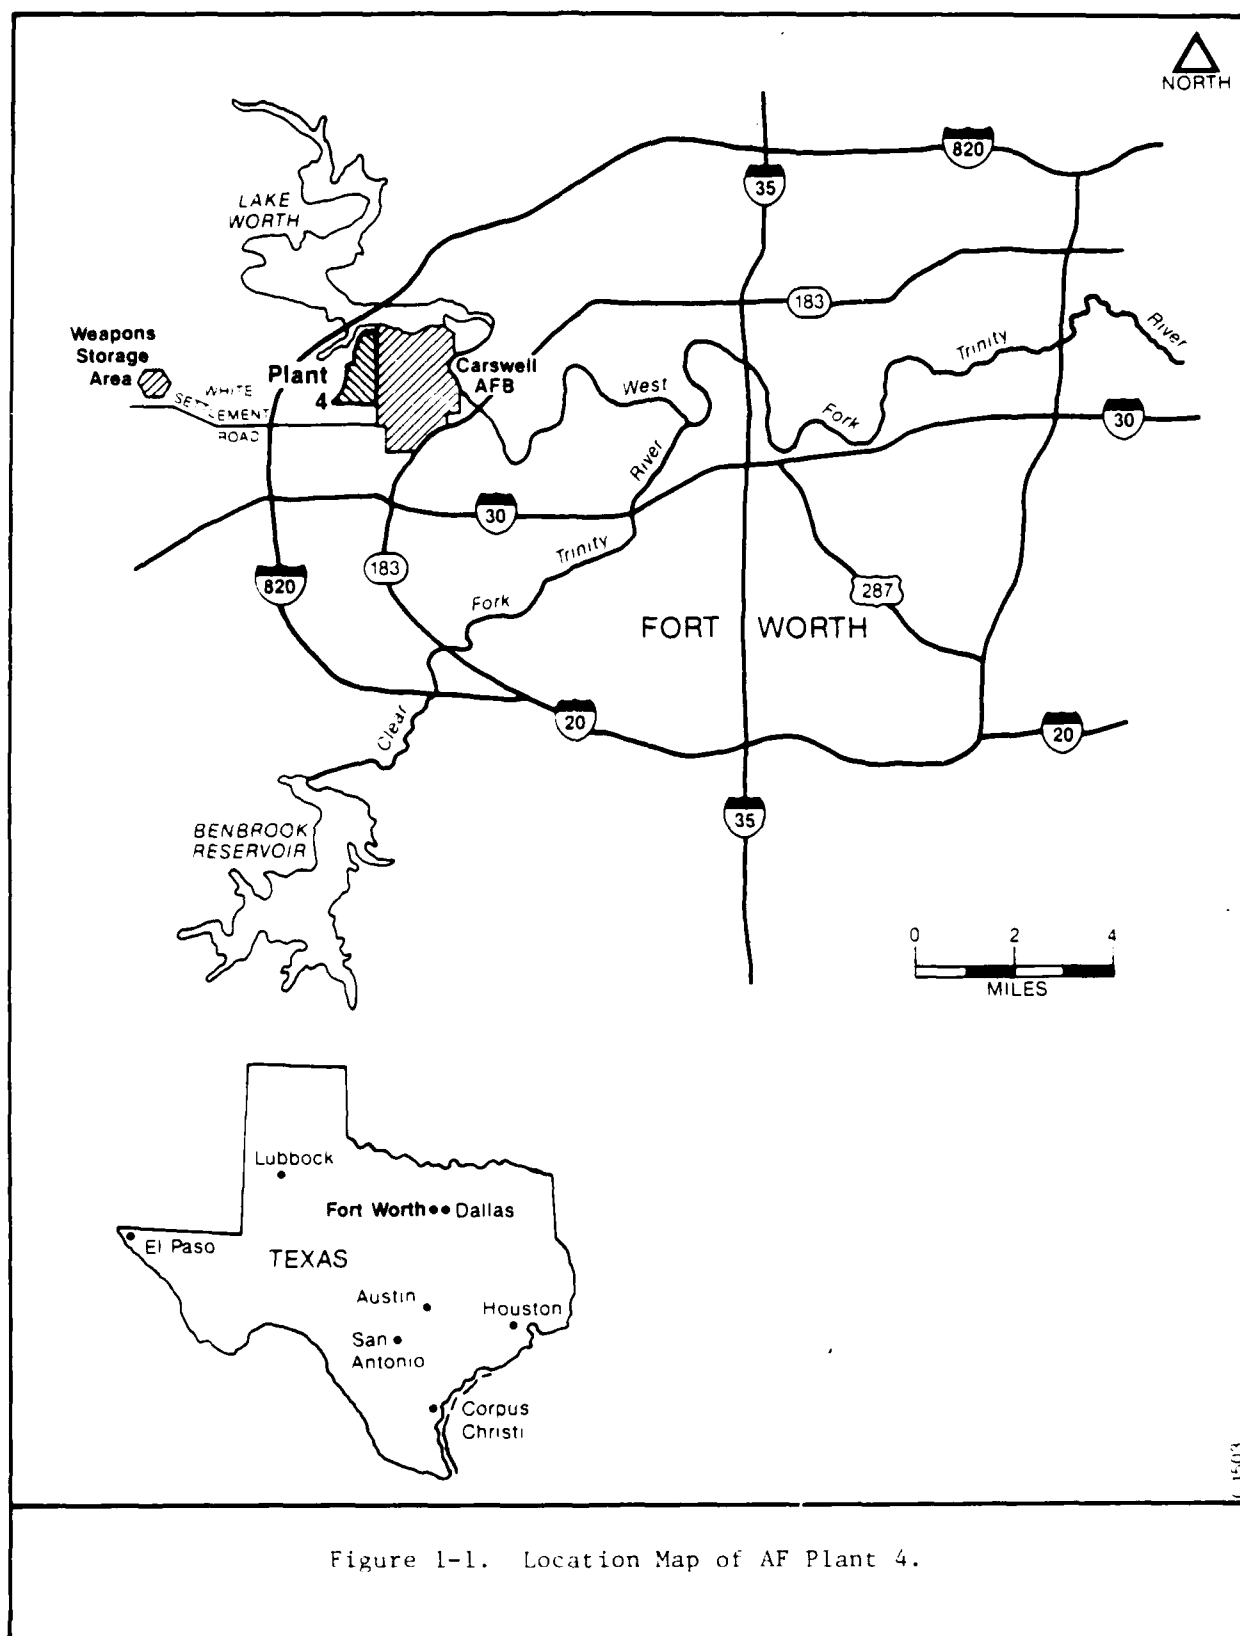 NORTH
820
35
LAKE
WORTH
183
Weapons
Storage
Area
Plant
4
Carswell
AFB
WHITE
SETTLEMENT
ROAD
West
Fork
Trinity
River
30
30
River
Trinity
Fork
Clear
820
183
287
FORT WORTH
20
20
35
BENBROOK
RESERVOIR
0 2 4
MILES
Lubbock
Fort Worth
Dallas
El Paso
TEXAS
Austin
Houston
San
Antonio
Corpus
Christi
Figure 1-1. Location Map of AF Plant 4.